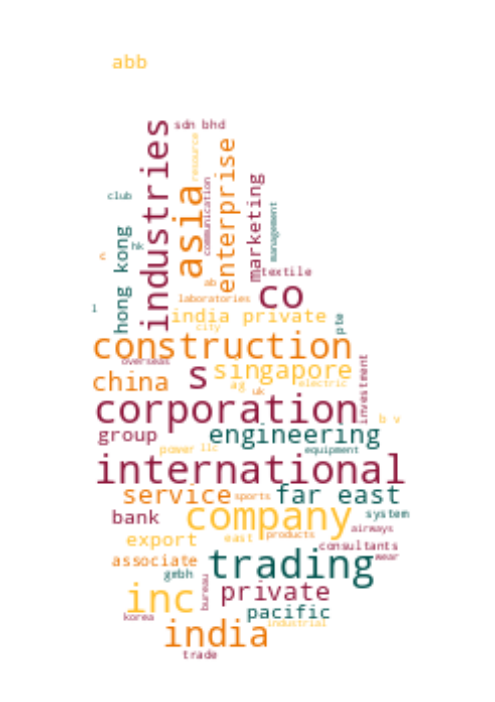 abb
sdn bhd
industries
resource
enterprise
asia
communication
marketing
management
club
hong kong
hk
c
textile
ab
co
laboratories
l
india private
pte
city
construction
overseas
s
singapore
investment
china
ag
uk
electric
corporation
b v
group
engineering
power
llc
equipment
international
service
sports
far east
bank
company
system
airways
export
east
products
consultants
associate
trading
wear
gmbh
bureau
inc
private
pacific
korea
industrial
india
trade